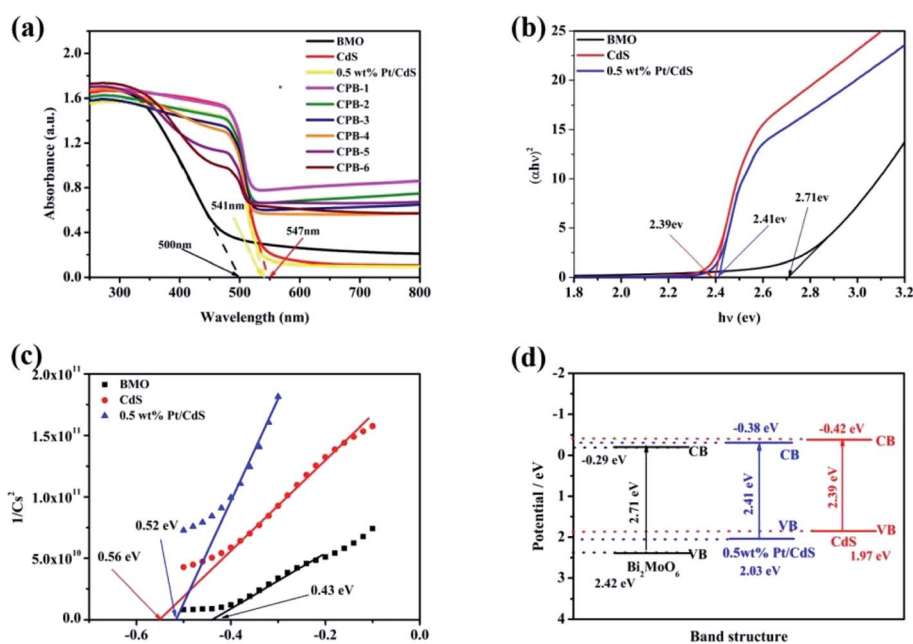 (a)
2.1
1.8
1.5
1.2
0.9
0.6
0.3
0.0
Absorbance (a.u.)
BMO
CdS
0.5 wt% Pt/CdS
CPB-1
CPB-2
CPB-3
CPB-4
CPB-5
CPB-6
541nm
500nm
547nm
300 400 500 600 700 800
Wavelength (nm)
(b)
25
20
15
10
5
0
(αhν)²
BMO
CdS
0.5 wt% Pt/CdS
2.39ev
2.41ev
2.71ev
1.8 2.0 2.2 2.4 2.6 2.8 3.0 3.2
hν (ev)
(c)
2.0x10¹¹
1.5x10¹¹
1.0x10¹¹
5.0x10¹⁰
0.0
1/Cs²
BMO
CdS
0.5 wt% Pt/CdS
0.52 eV
0.56 eV
0.43 eV
-0.6 -0.4 -0.2 0.0
(d)
-2
-1
0
1
2
3
4
Potential / eV
-0.38 eV
-0.42 eV
-0.29 eV
CB
CB
CB
2.71 eV
2.41 eV
2.39 eV
VB
VB
VB
Bi₂MoO₆
2.42 eV
0.5wt% Pt/CdS
2.03 eV
CdS
1.97 eV
Band structure